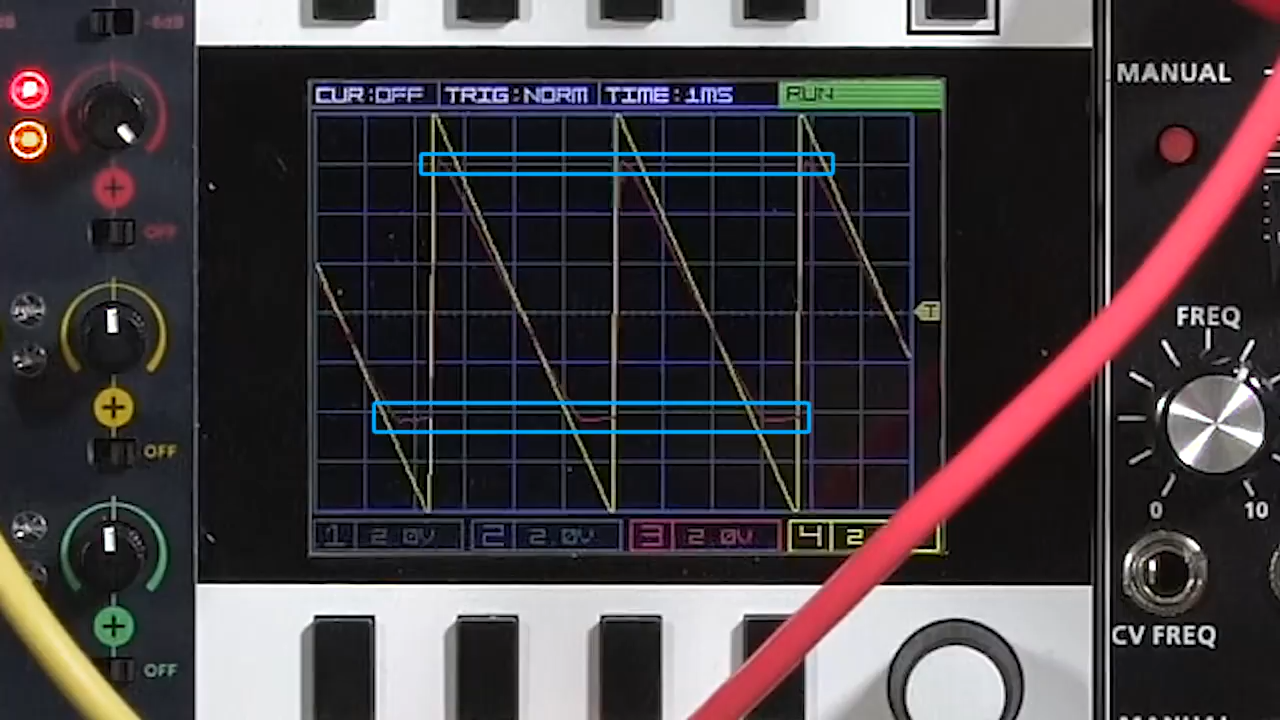 -6dB
CUR:OFF TRIG:NORM TIME:1MS RUN
MANUAL
OFF
T
FREQ
OFF
0 10
1 2.0V 2 2.0V 3 2.0V 4 2
CV FREQ
OFF